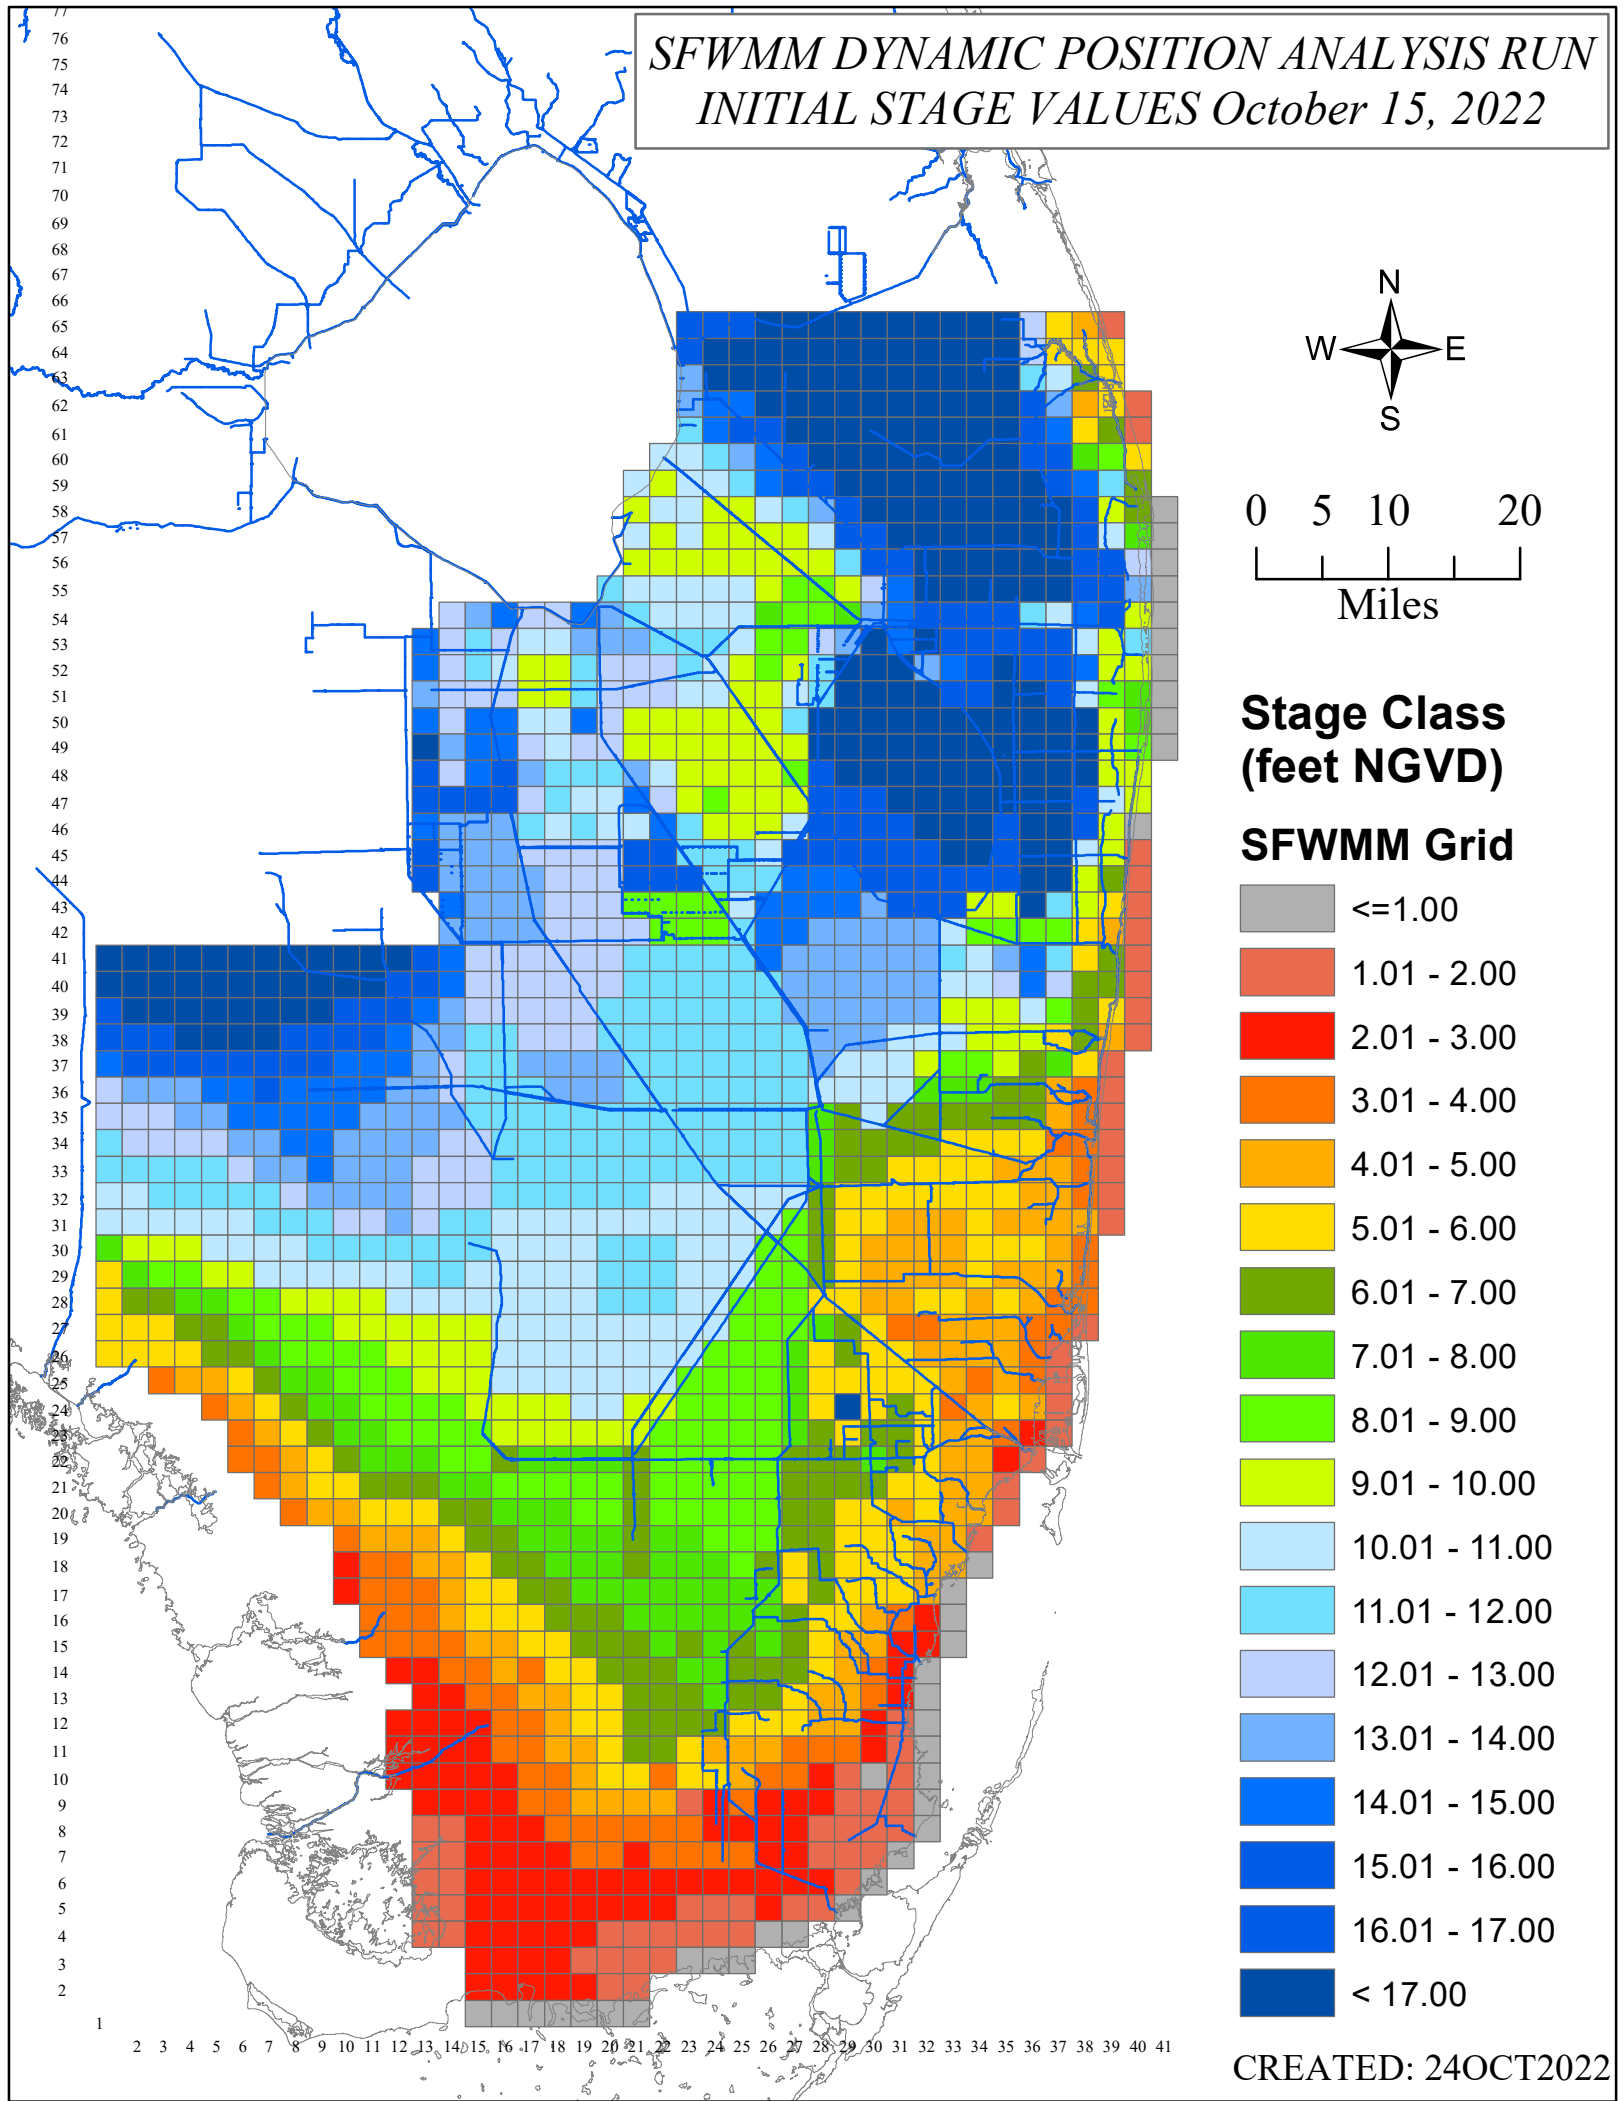 SFWMM DYNAMIC POSITION ANALYSIS RUN
INITIAL STAGE VALUES October 15, 2022
77
76
75
74
73
72
71
70
69
68
67
66
65
64
63
62
61
60
59
58
57
56
55
54
53
52
51
50
49
48
47
46
45
44
43
42
41
40
39
38
37
36
35
34
33
32
31
30
29
28
27
26
25
24
23
22
21
20
19
18
17
16
15
14
13
12
11
10
9
8
7
6
5
4
3
2
1
2 3 4 5 6 7 8 9 10 11 12 13 14 15 16 17 18 19 20 21 22 23 24 25 26 27 28 29 30 31 32 33 34 35 36 37 38 39 40 41
N
W E
S
0 5 10 20
Miles
Stage Class
(feet NGVD)
SFWMM Grid
<=1.00
1.01 - 2.00
2.01 - 3.00
3.01 - 4.00
4.01 - 5.00
5.01 - 6.00
6.01 - 7.00
7.01 - 8.00
8.01 - 9.00
9.01 - 10.00
10.01 - 11.00
11.01 - 12.00
12.01 - 13.00
13.01 - 14.00
14.01 - 15.00
15.01 - 16.00
16.01 - 17.00
< 17.00
CREATED: 24OCT2022